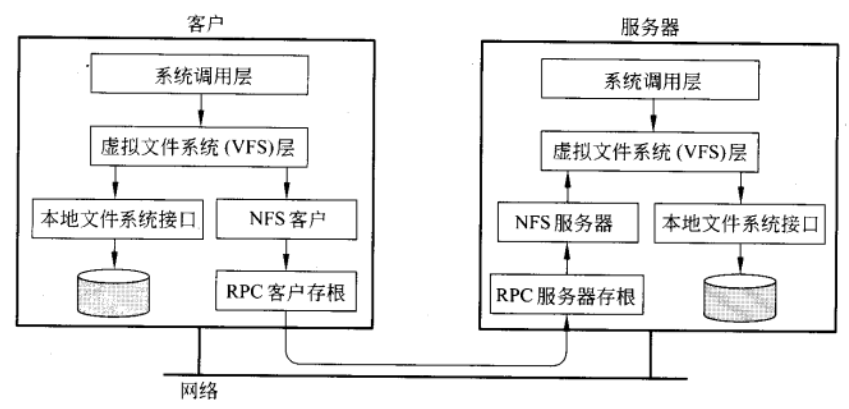 客户
服务器
系统调用层
系统调用层
虚拟文件系统 (VFS)层
虚拟文件系统 (VFS)层
本地文件系统接口
NFS 客户
NFS 服务器
本地文件系统接口
RPC 客户存根
RPC 服务器存根
网络